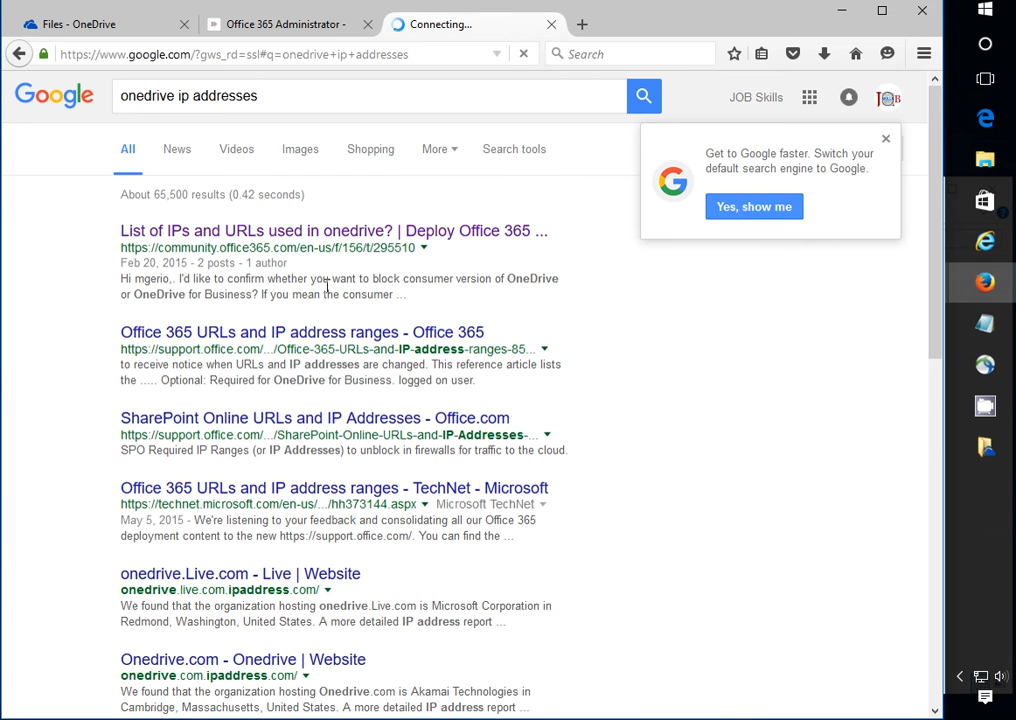 Files - OneDrive
Office 365 Administrator -
Connecting...
https://www.google.com/?gws_rd=ssl#q=onedrive+ip+addresses
Search
Google
onedrive ip addresses
JOB Skills
JOB
All News Videos Images Shopping More Search tools
Get to Google faster. Switch your
default search engine to Google.
Yes, show me
About 65,500 results (0.42 seconds)
List of IPs and URLs used in onedrive? | Deploy Office 365 ...
https://community.office365.com/en-us/f/156/t/295510
Feb 20, 2015 - 2 posts - 1 author
Hi mgerio,. I'd like to confirm whether you want to block consumer version of OneDrive
or OneDrive for Business? If you mean the consumer ...
Office 365 URLs and IP address ranges - Office 365
https://support.office.com/.../Office-365-URLs-and-IP-address-ranges-85...
to receive notice when URLs and IP addresses are changed. This reference article lists
the ..... Optional: Required for OneDrive for Business. logged on user.
SharePoint Online URLs and IP Addresses - Office.com
https://support.office.com/.../SharePoint-Online-URLs-and-IP-Addresses-...
SPO Required IP Ranges (or IP Addresses) to unblock in firewalls for traffic to the cloud.
Office 365 URLs and IP address ranges - TechNet - Microsoft
https://technet.microsoft.com/en-us/.../hh373144.aspx Microsoft TechNet
May 5, 2015 - We're listening to your feedback and consolidating all our Office 365
deployment content to the new https://support.office.com/. You can find the ...
onedrive.Live.com - Live | Website
onedrive.live.com.ipaddress.com/
We found that the organization hosting onedrive.Live.com is Microsoft Corporation in
Redmond, Washington, United States. A more detailed IP address report ...
Onedrive.com - Onedrive | Website
onedrive.com.ipaddress.com/
We found that the organization hosting Onedrive.com is Akamai Technologies in
Cambridge, Massachusetts, United States. A more detailed IP address report ...